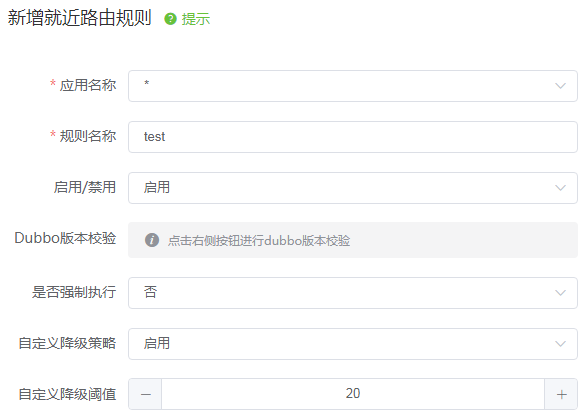 新增就近路由规则 ? 提示
* 应用名称 *
* 规则名称 test
启用/禁用 启用
Dubbo版本校验 i 点击右侧按钮进行dubbo版本校验
是否强制执行 否
自定义降级策略 启用
自定义降级阈值 − 20 +